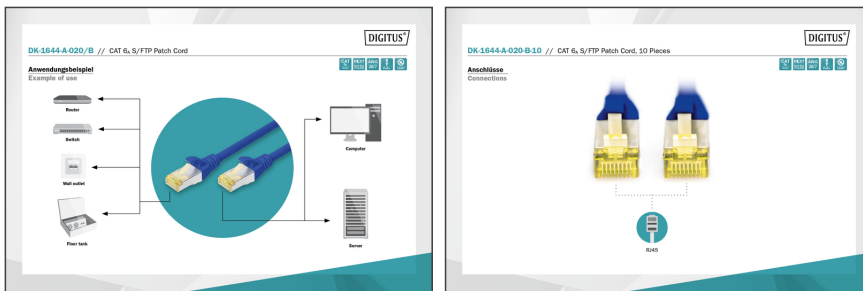 DIGITUS®
DK-1644-A-020/B // CAT 6A S/FTP Patch Cord
Anwendungsbeispiel
Example of use
Router
Switch
Wall outlet
Floor tank
Computer
Server
DIGITUS®
DK-1644-A-020-B-10 // CAT 6A S/FTP Patch Cord, 10 Pieces
Anschlüsse
Connections
RJ45